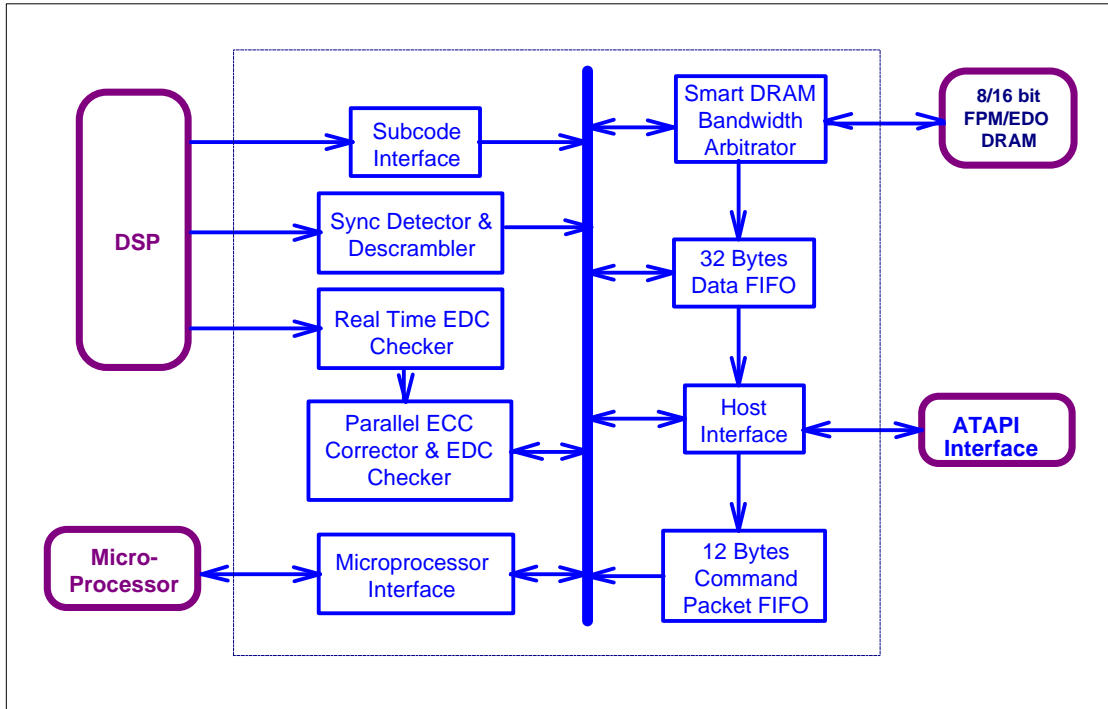 DSP
Subcode
Interface
Sync Detector &
Descrambler
Real Time EDC
Checker
Parallel ECC
Corrector & EDC
Checker
Micro-
Processor
Microprocessor
Interface
Smart DRAM
Bandwidth
Arbitrator
8/16 bit
FPM/EDO
DRAM
32 Bytes
Data FIFO
Host
Interface
ATAPI
Interface
12 Bytes
Command
Packet FIFO